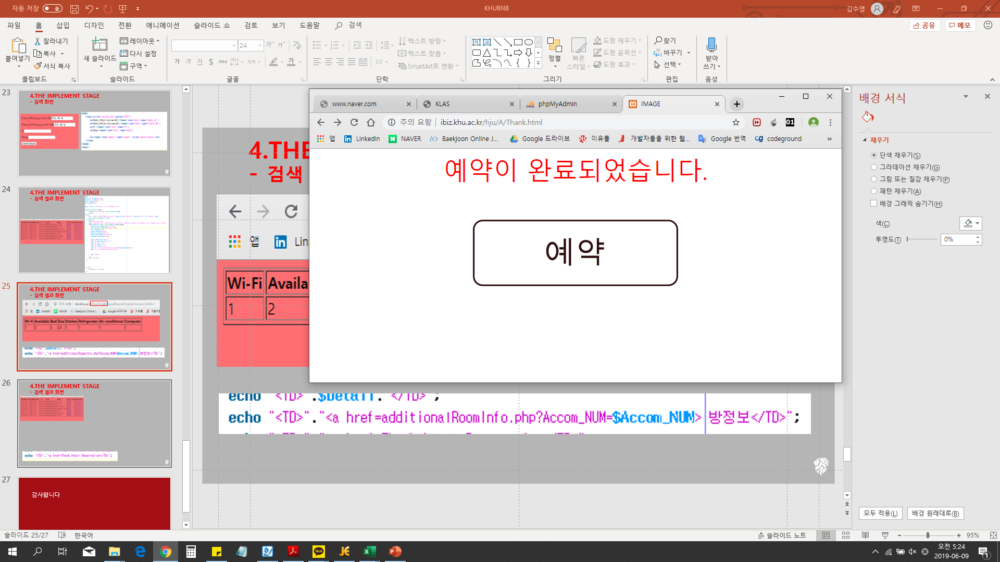 자동 저장 끔
KHUBNB
김수영
파일 홈 삽입 디자인 전환 애니메이션 슬라이드 쇼 검토 보기 도움말 검색
공유 메모
붙여넣기
잘라내기
복사
서식 복사
클립보드
새 슬라이드
레이아웃
다시 설정
구역
슬라이드
24
글꼴
텍스트 방향
텍스트 맞춤
SmartArt로 변환
단락
정렬
빠른
스타일
도형 채우기
도형 윤곽선
도형 효과
그리기
찾기
바꾸기
선택
편집
받아
쓰기
음성
23
4.THE IMPLEMENT STAGE
- 검색 화면
24
4.THE IMPLEMENT STAGE
- 검색 결과 화면
25
4.THE IMPLEMENT STAGE
- 검색 결과 화면
Wi-Fi Available Bed Size Kitchen Refrigerator Air-conditioner Computer
1 2 2 20 1 1 1 1
echo "<TD>"."<a href=additionalRoomInfo.php?Accom_NUM=$Accom_NUM> 방정보</TD>";
26
4.THE IMPLEMENT STAGE
- 검색 결과 화면
echo "<TD>"."<a href=Thank.html> Reservation</TD>";
27
감사합니다
4.THE
- 검색
앱 Lin
Wi-Fi Availa
1 2
echo "<TD>".$Detail."</TD>";
echo "<TD>"."<a href=additionalRoomInfo.php?Accom_NUM=$Accom_NUM> 방정보</TD>";
www.naver.com KLAS phpMyAdmin IMAGE
주의 요함 ibiz.khu.ac.kr/hju/A/Thank.html
앱 LinkedIn NAVER Baekjoon Online J... Google 드라이브 이유몰 개발자들을 위한 웹... Google 번역 codeground »
예약이 완료되었습니다.
예약
배경 서식
채우기
단색 채우기(S)
그라데이션 채우기(G)
그림 또는 질감 채우기(P)
패턴 채우기(A)
배경 그래픽 숨기기(H)
색(C)
투명도(T) 0%
모두 적용(L) 배경 원래대로(B)
슬라이드 25/27 한국어
슬라이드 노트 95%
오전 5:24
2019-06-09